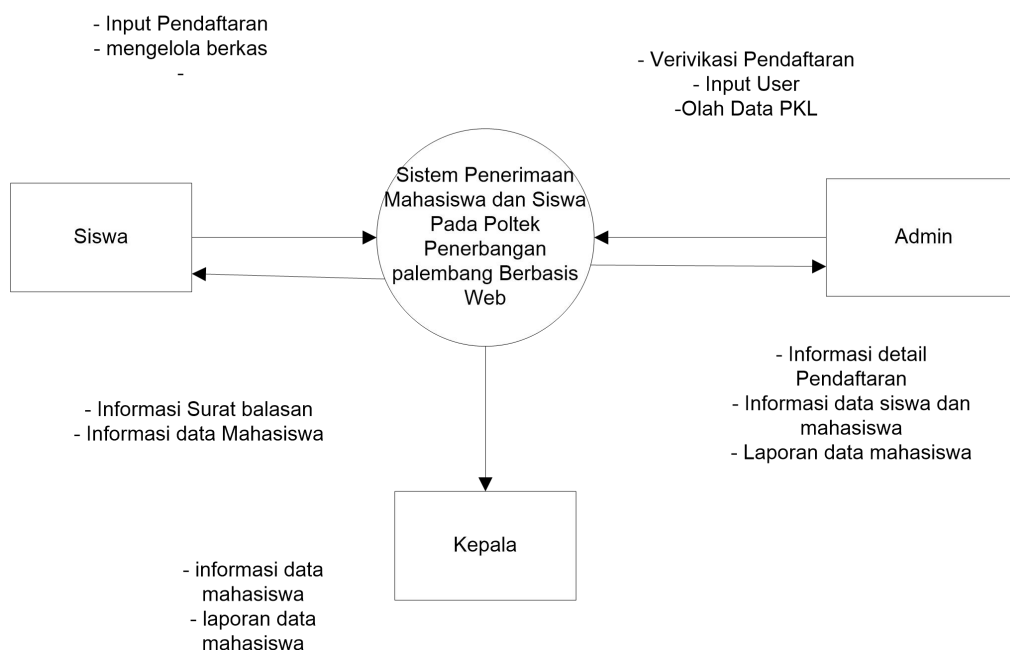 - Input Pendaftaran
- mengelola berkas
-
- Verivikasi Pendaftaran
- Input User
-Olah Data PKL
Siswa
Sistem Penerimaan
Mahasiswa dan Siswa
Pada Poltek
Penerbangan
palembang Berbasis
Web
Admin
- Informasi Surat balasan
- Informasi data Mahasiswa
- Informasi detail
Pendaftaran
- Informasi data siswa dan
mahasiswa
- Laporan data mahasiswa
Kepala
- informasi data
mahasiswa
- laporan data
mahasiswa